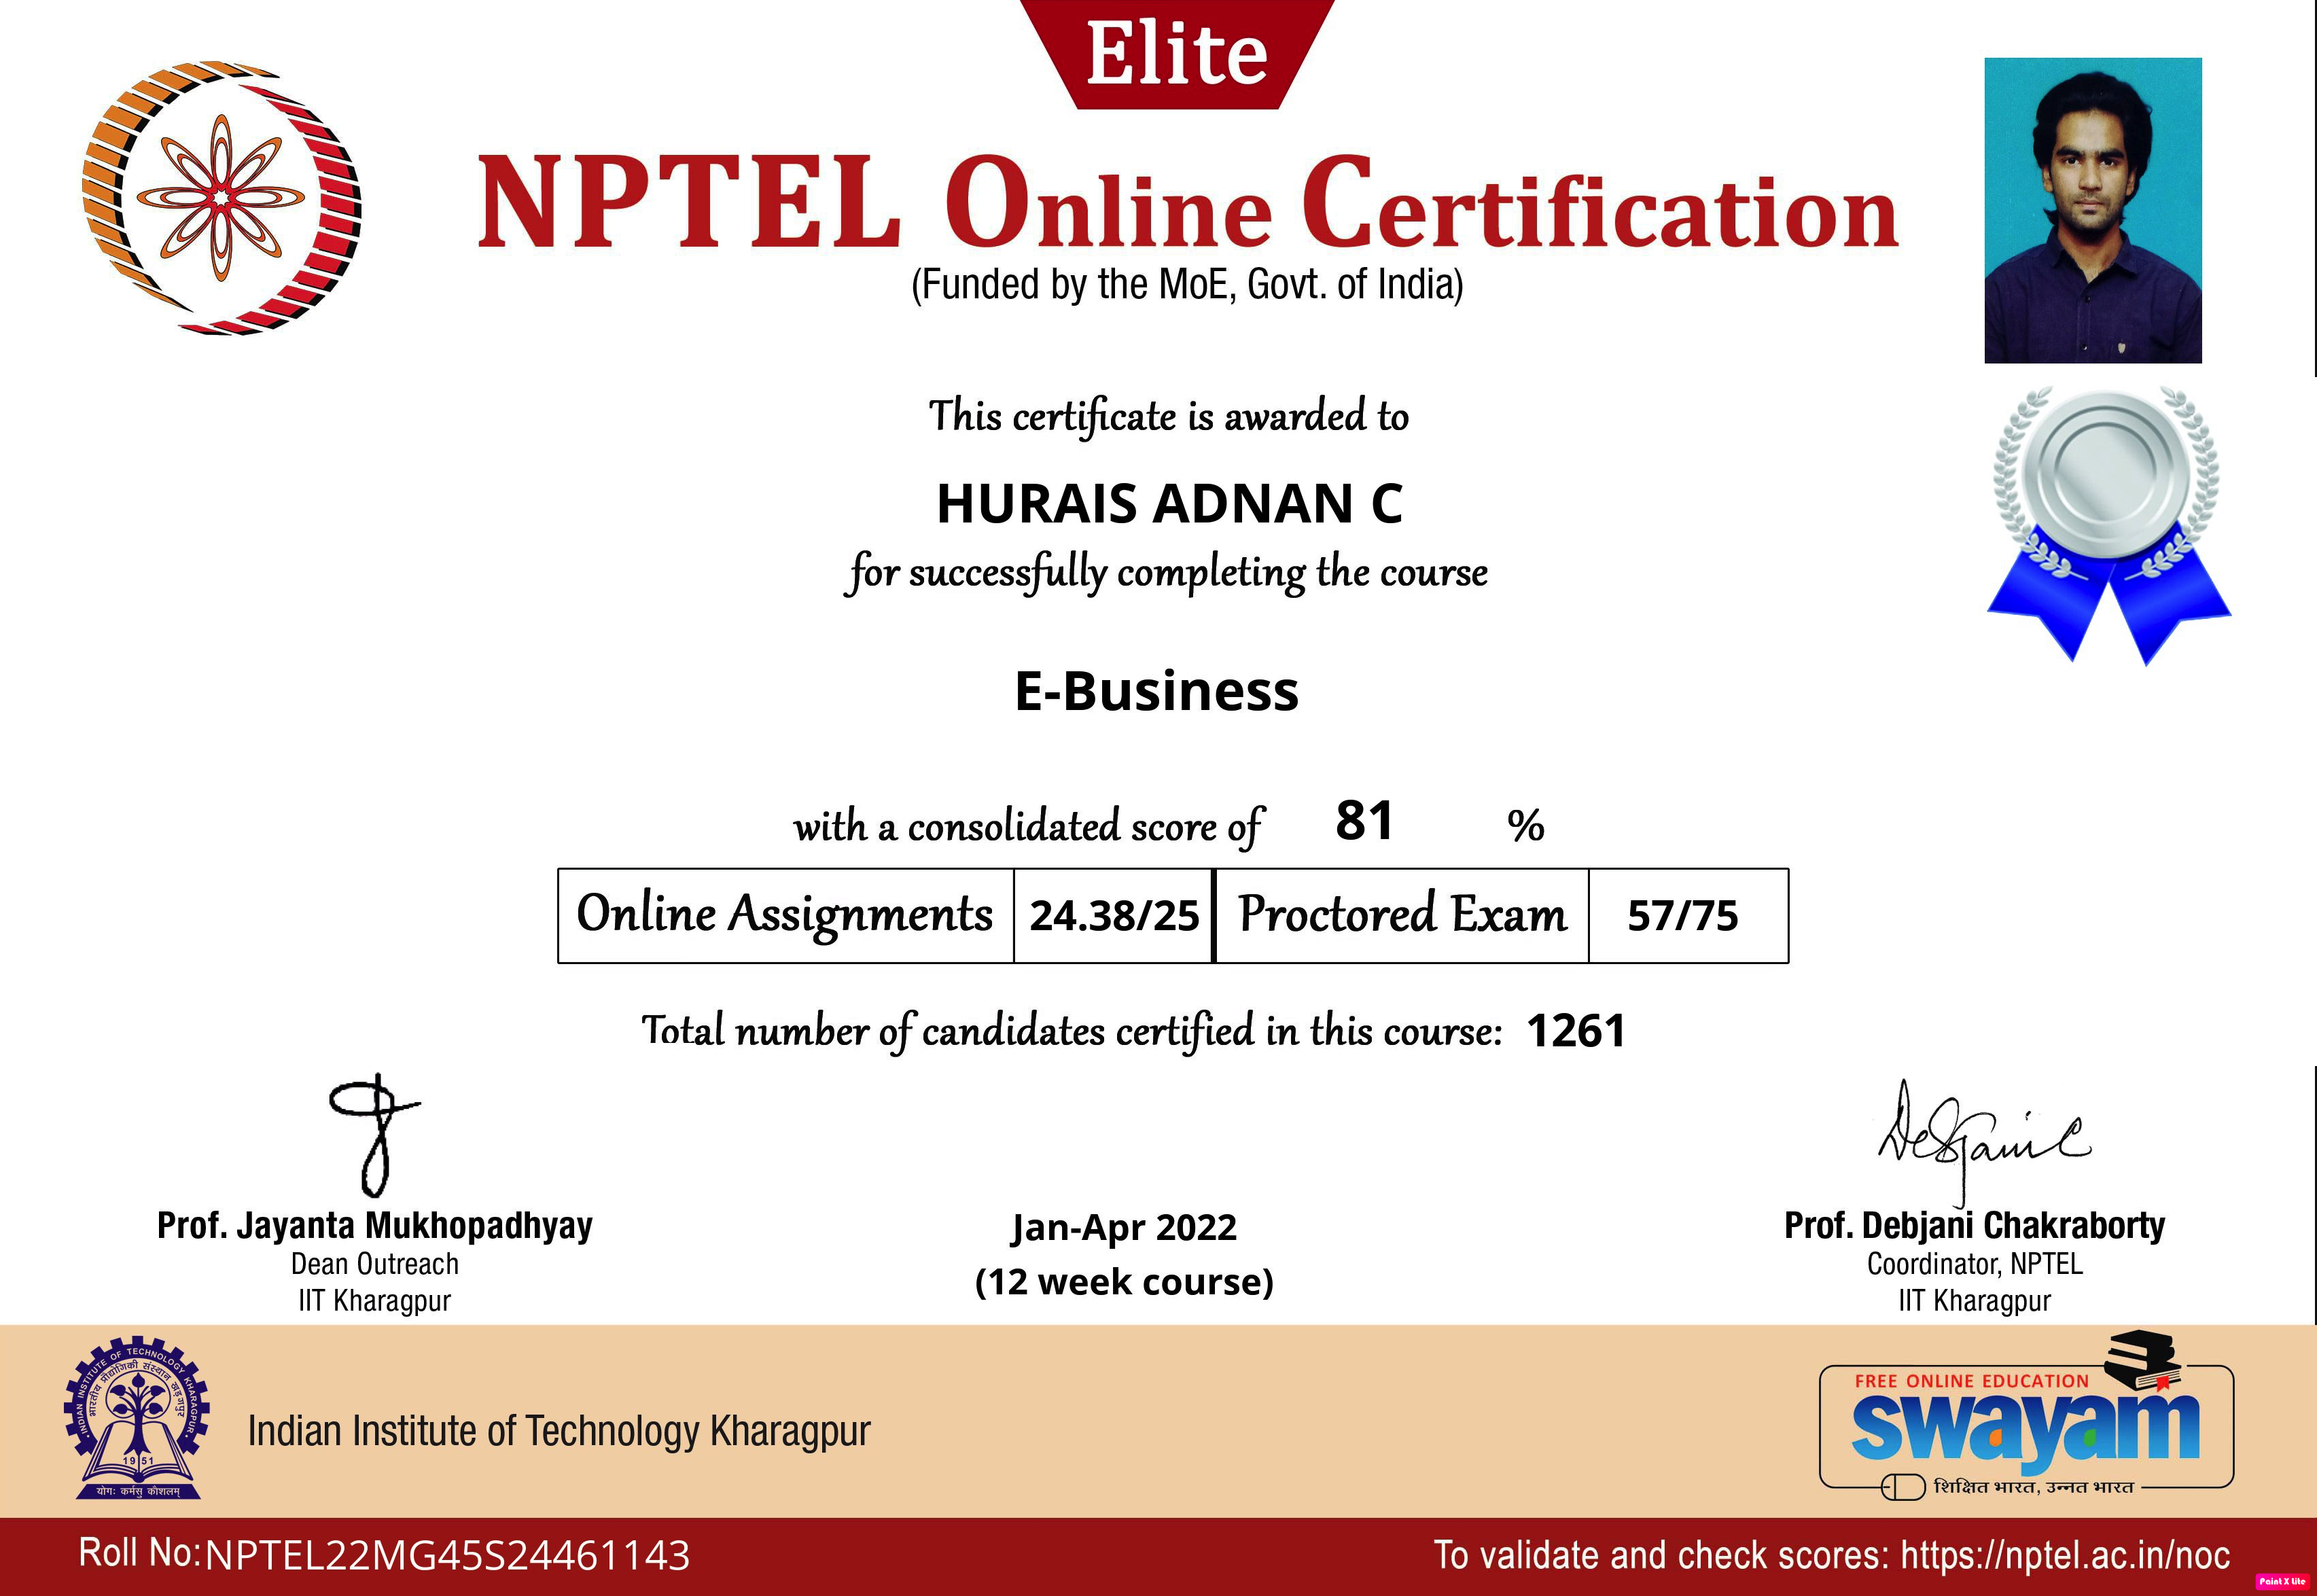 Elite
NPTEL Online Certification
(Funded by the MoE, Govt. of India)
This certificate is awarded to
HURAIS ADNAN C
for successfully completing the course
E-Business
with a consolidated score of 81 %
Online Assignments 24.38/25 Proctored Exam 57/75
Total number of candidates certified in this course: 1261
Prof. Jayanta Mukhopadhyay
Dean Outreach
IIT Kharagpur
Jan-Apr 2022
(12 week course)
Debjani C
Prof. Debjani Chakraborty
Coordinator, NPTEL
IIT Kharagpur
INDIAN INSTITUTE OF TECHNOLOGY KHARAGPUR
भारतीय प्रौद्योगिकी संस्थान खड़गपुर
1951
योगः कर्मसु कौशलम्
Indian Institute of Technology Kharagpur
FREE ONLINE EDUCATION
swayam
शिक्षित भारत, उन्नत भारत
Roll No:NPTEL22MG45S24461143
To validate and check scores: https://nptel.ac.in/noc
Paint X Lite